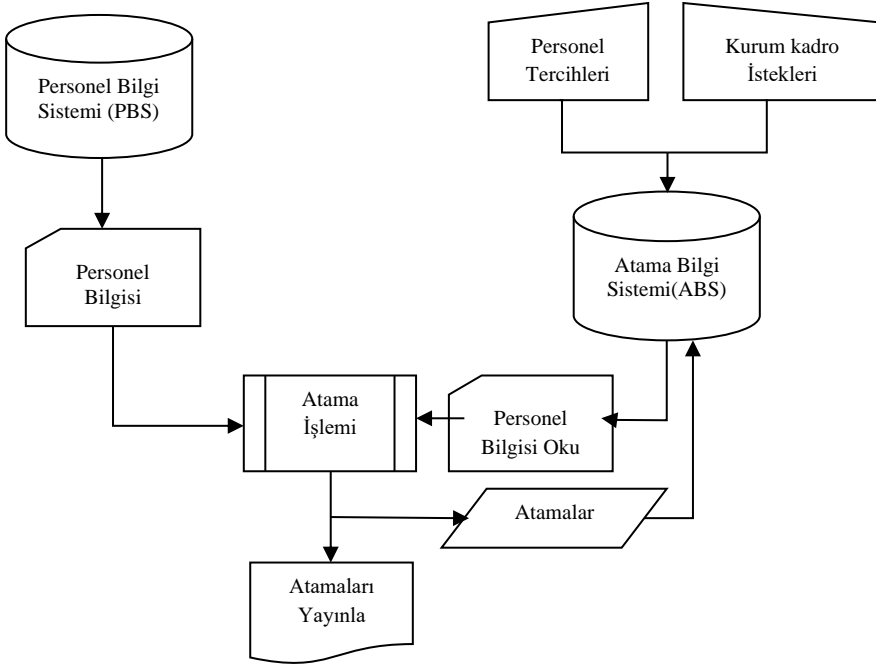 Personel Bilgi
Sistemi (PBS)
Personel
Tercihleri
Kurum kadro
İstekleri
Personel
Bilgisi
Atama Bilgi
Sistemi(ABS)
Atama
İşlemi
Personel
Bilgisi Oku
Atamalar
Atamaları
Yayınla